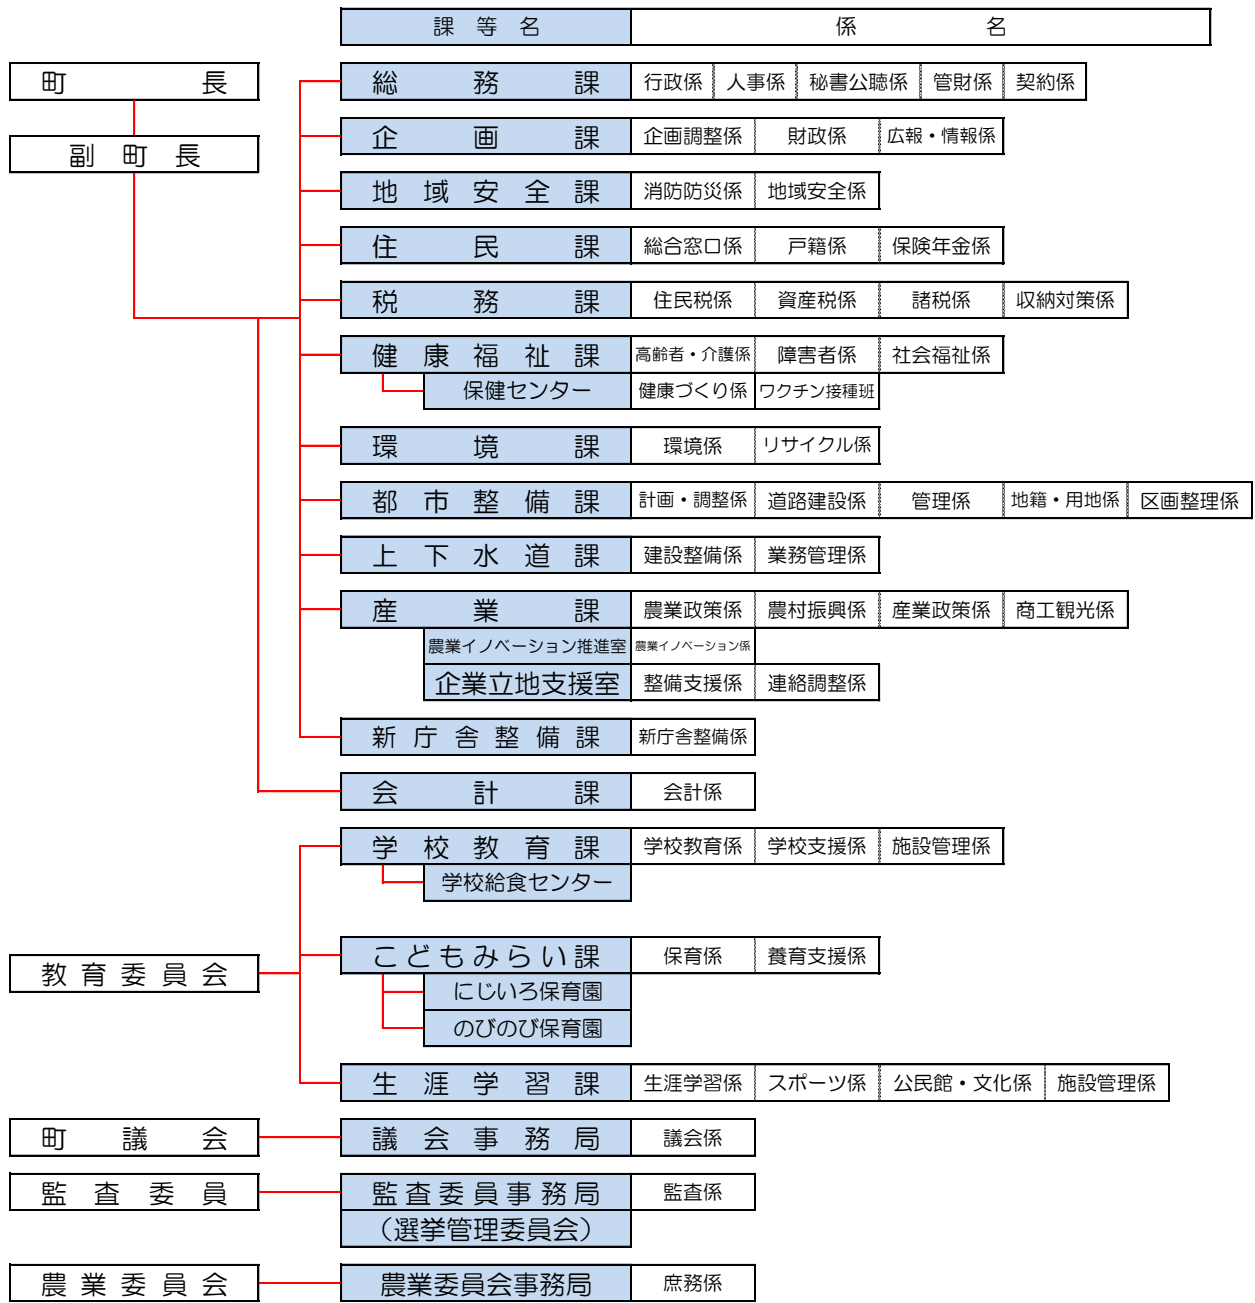 課等名 係名
町長 総務課 行政係 人事係 秘書公聴係 管財係 契約係
副町長 企画課 企画調整係 財政係 広報・情報係
地域安全課 消防防災係 地域安全係
住民課 総合窓口係 戸籍係 保険年金係
税務課 住民税係 資産税係 諸税係 収納対策係
健康福祉課 高齢者・介護係 障害者係 社会福祉係
保健センター 健康づくり係 ワクチン接種班
環境課 環境係 リサイクル係
都市整備課 計画・調整係 道路建設係 管理係 地籍・用地係 区画整理係
上下水道課 建設整備係 業務管理係
産業課 農業政策係 農村振興係 産業政策係 商工観光係
農業イノベーション推進室 農業イノベーション係
企業立地支援室 整備支援係 連絡調整係
新庁舎整備課 新庁舎整備係
会計課 会計係
学校教育課 学校教育係 学校支援係 施設管理係
学校給食センター
教育委員会 こどもみらい課 保育係 養育支援係
にじいろ保育園
のびのび保育園
生涯学習課 生涯学習係 スポーツ係 公民館・文化係 施設管理係
町議会 議会事務局 議会係
監査委員 監査委員事務局 監査係
（選挙管理委員会）
農業委員会 農業委員会事務局 庶務係